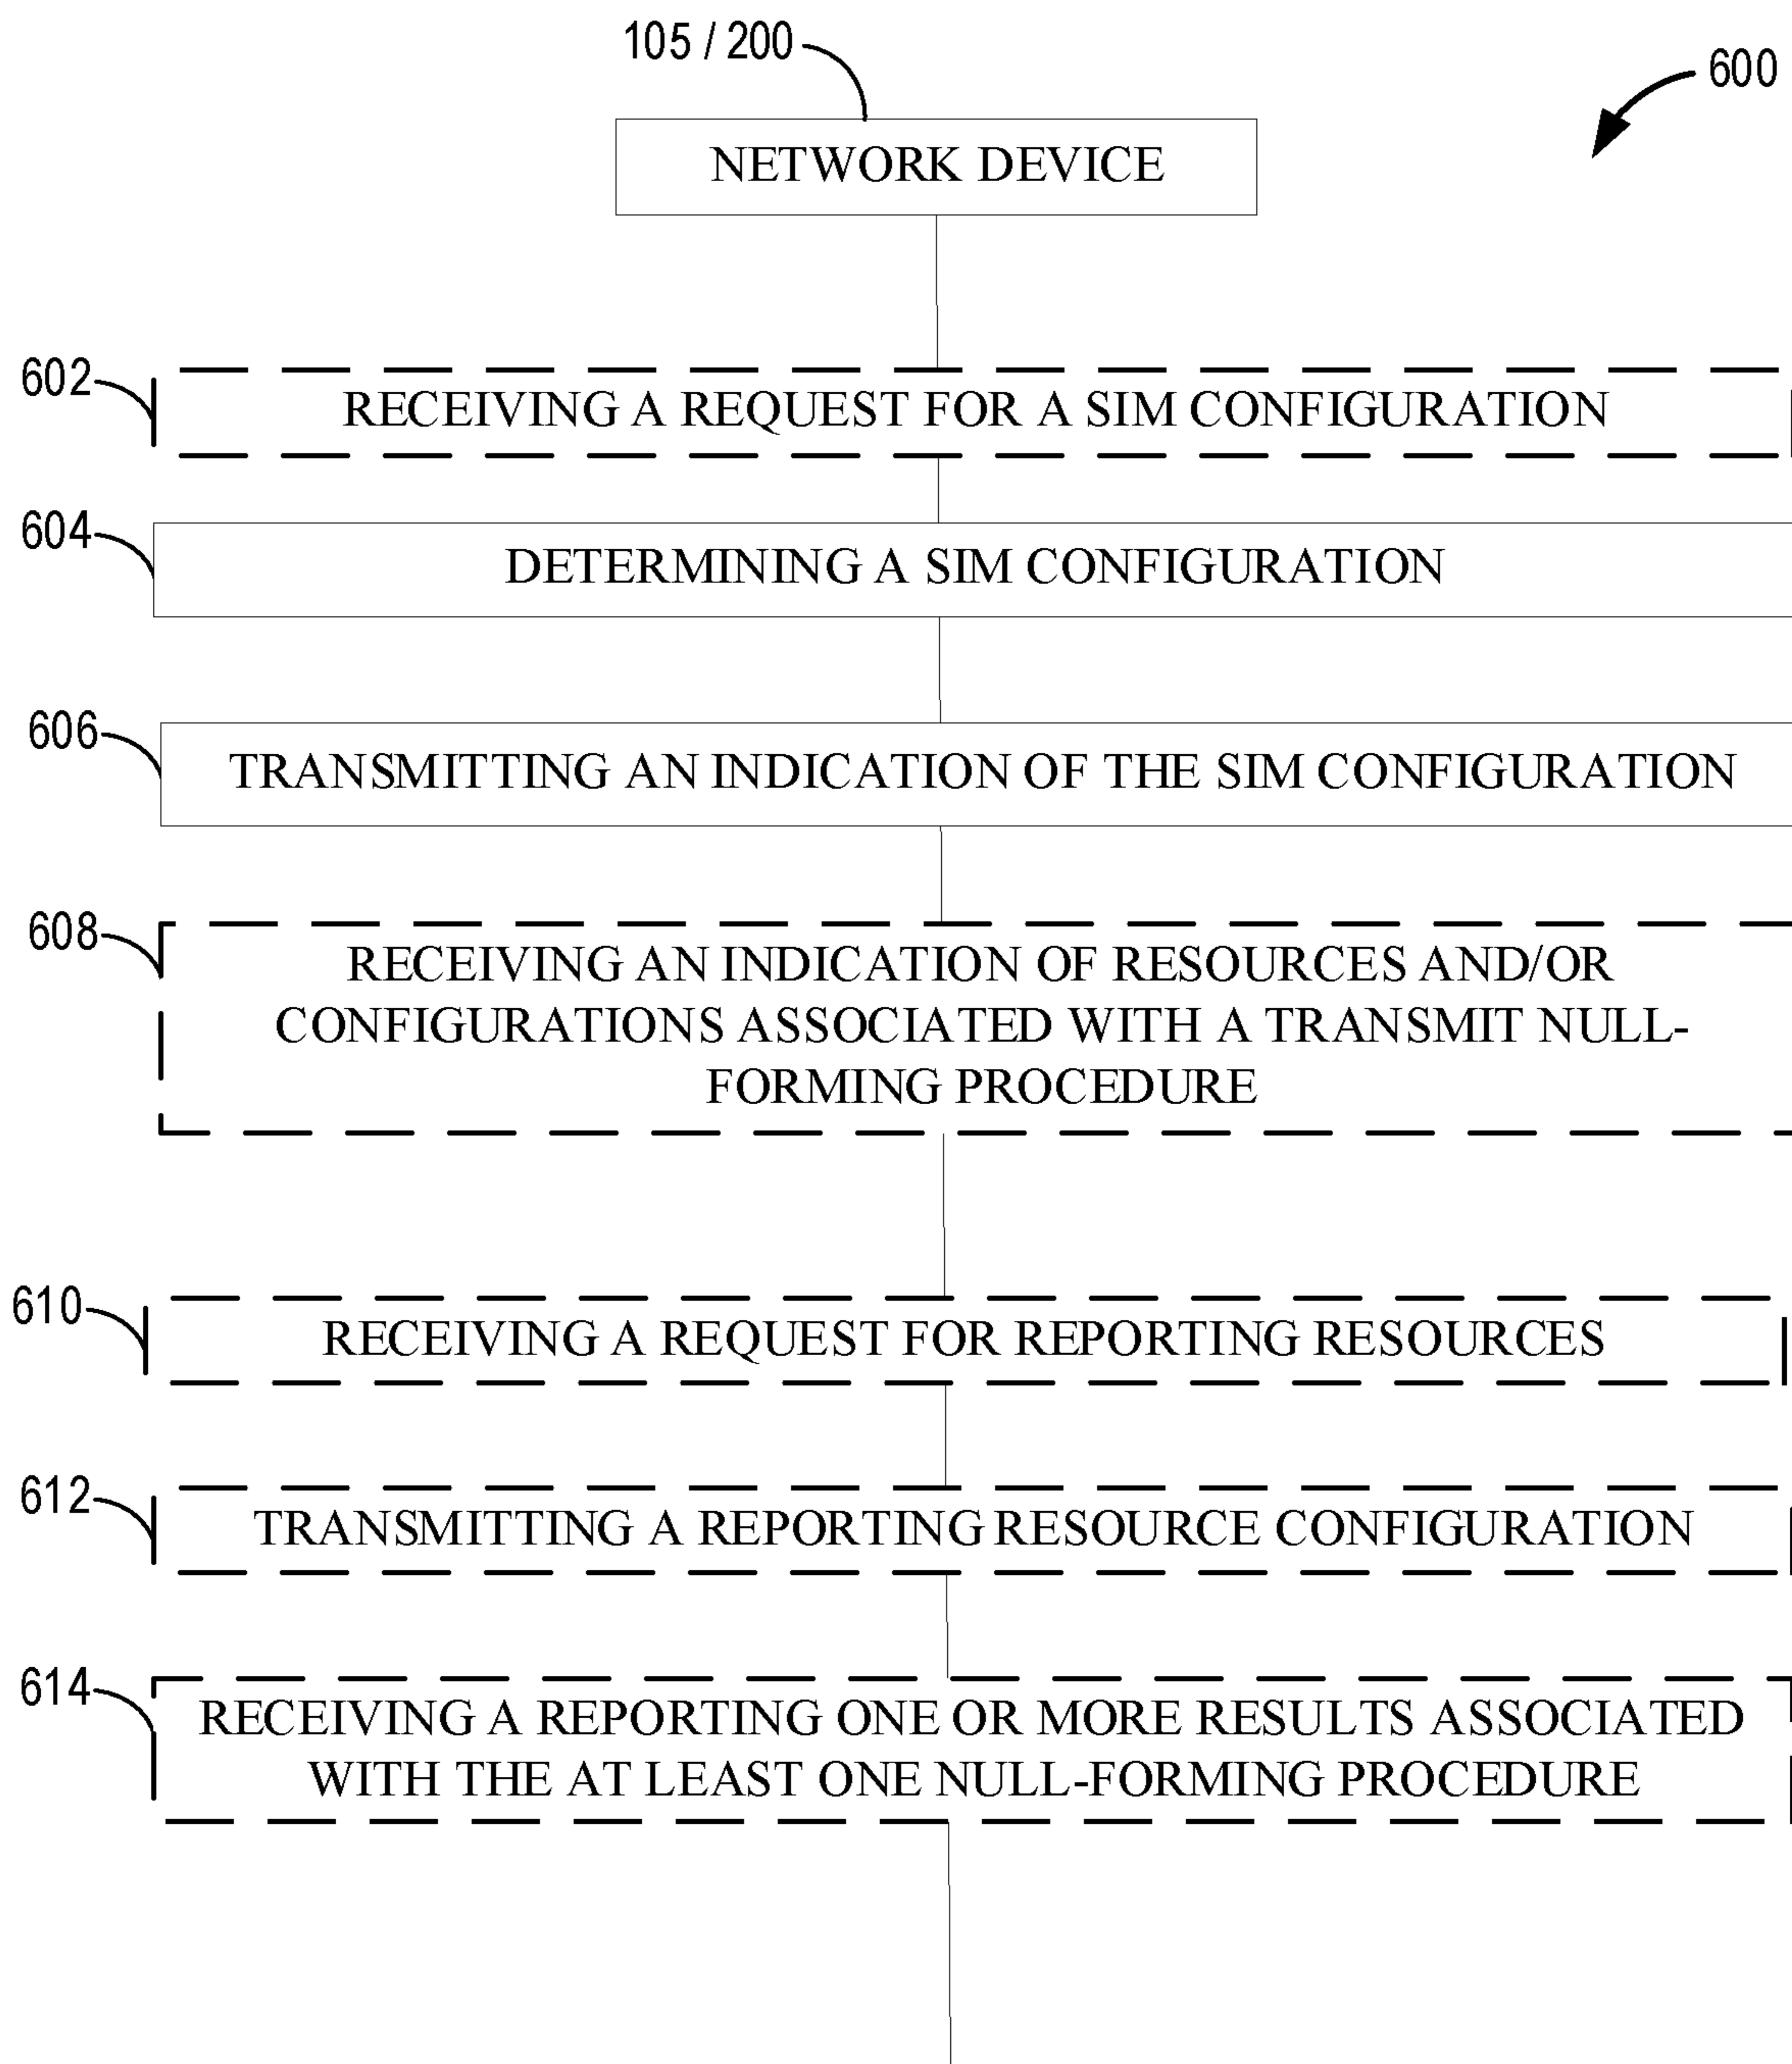 105 / 200
600
NETWORK DEVICE
602
RECEIVING A REQUEST FOR A SIM CONFIGURATION
604
DETERMINING A SIM CONFIGURATION
606
TRANSMITTING AN INDICATION OF THE SIM CONFIGURATION
608
RECEIVING AN INDICATION OF RESOURCES AND/OR
CONFIGURATIONS ASSOCIATED WITH A TRANSMIT NULL-
FORMING PROCEDURE
610
RECEIVING A REQUEST FOR REPORTING RESOURCES
612
TRANSMITTING A REPORTING RESOURCE CONFIGURATION
614
RECEIVING A REPORTING ONE OR MORE RESULTS ASSOCIATED
WITH THE AT LEAST ONE NULL-FORMING PROCEDURE